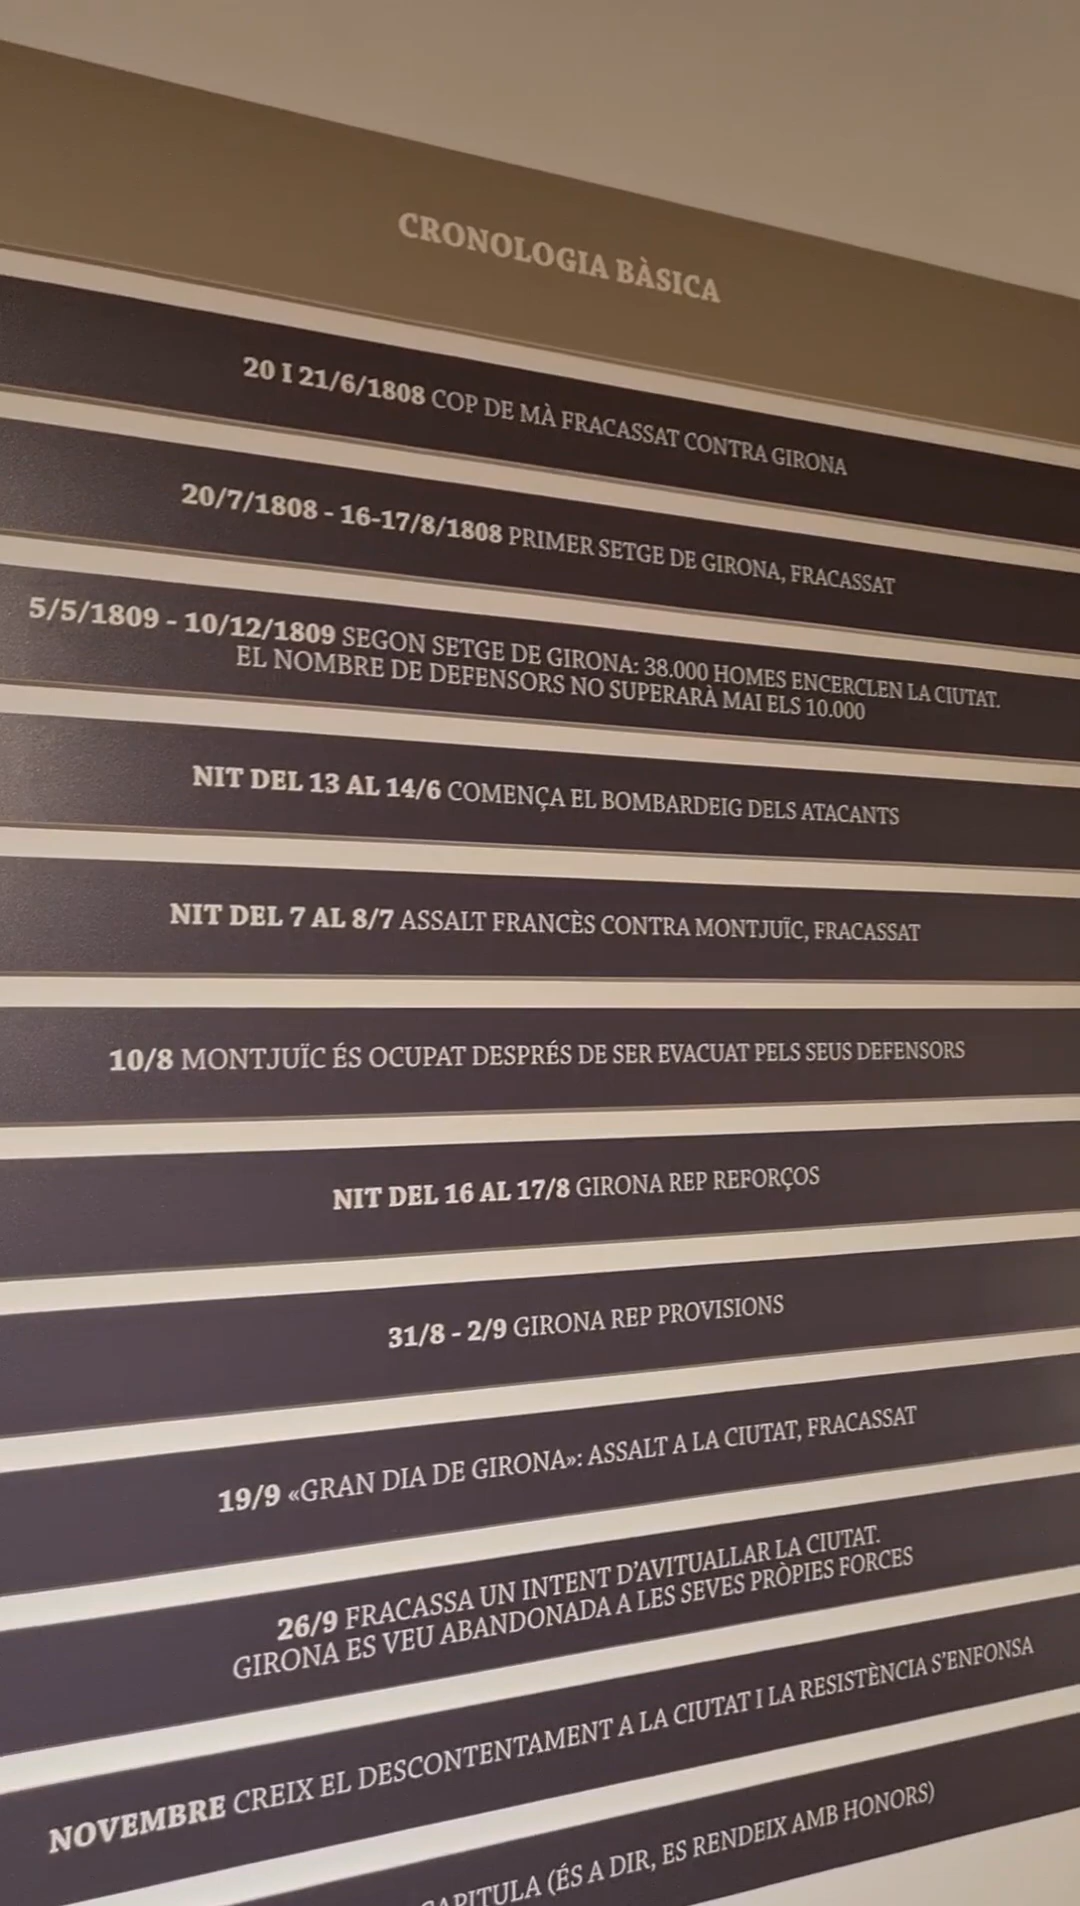 CRONOLOGIA BÀSICA
20 I 21/6/1808 COP DE MÀ FRACASSAT CONTRA GIRONA
20/7/1808 - 16-17/8/1808 PRIMER SETGE DE GIRONA, FRACASSAT
5/5/1809 - 10/12/1809 SEGON SETGE DE GIRONA: 38.000 HOMES ENCERCLEN LA CIUTAT.
EL NOMBRE DE DEFENSORS NO SUPERARÀ MAI ELS 10.000
NIT DEL 13 AL 14/6 COMENÇA EL BOMBARDEIG DELS ATACANTS
NIT DEL 7 AL 8/7 ASSALT FRANCÈS CONTRA MONTJUÏC, FRACASSAT
10/8 MONTJUÏC ÉS OCUPAT DESPRÉS DE SER EVACUAT PELS SEUS DEFENSORS
NIT DEL 16 AL 17/8 GIRONA REP REFORÇOS
31/8 - 2/9 GIRONA REP PROVISIONS
19/9 «GRAN DIA DE GIRONA»: ASSALT A LA CIUTAT, FRACASSAT
26/9 FRACASSA UN INTENT D'AVITUALLAR LA CIUTAT.
GIRONA ES VEU ABANDONADA A LES SEVES PRÒPIES FORCES
NOVEMBRE CREIX EL DESCONTENTAMENT A LA CIUTAT I LA RESISTÈNCIA S'ENFONSA
CAPITULA (ÉS A DIR, ES RENDEIX AMB HONORS)